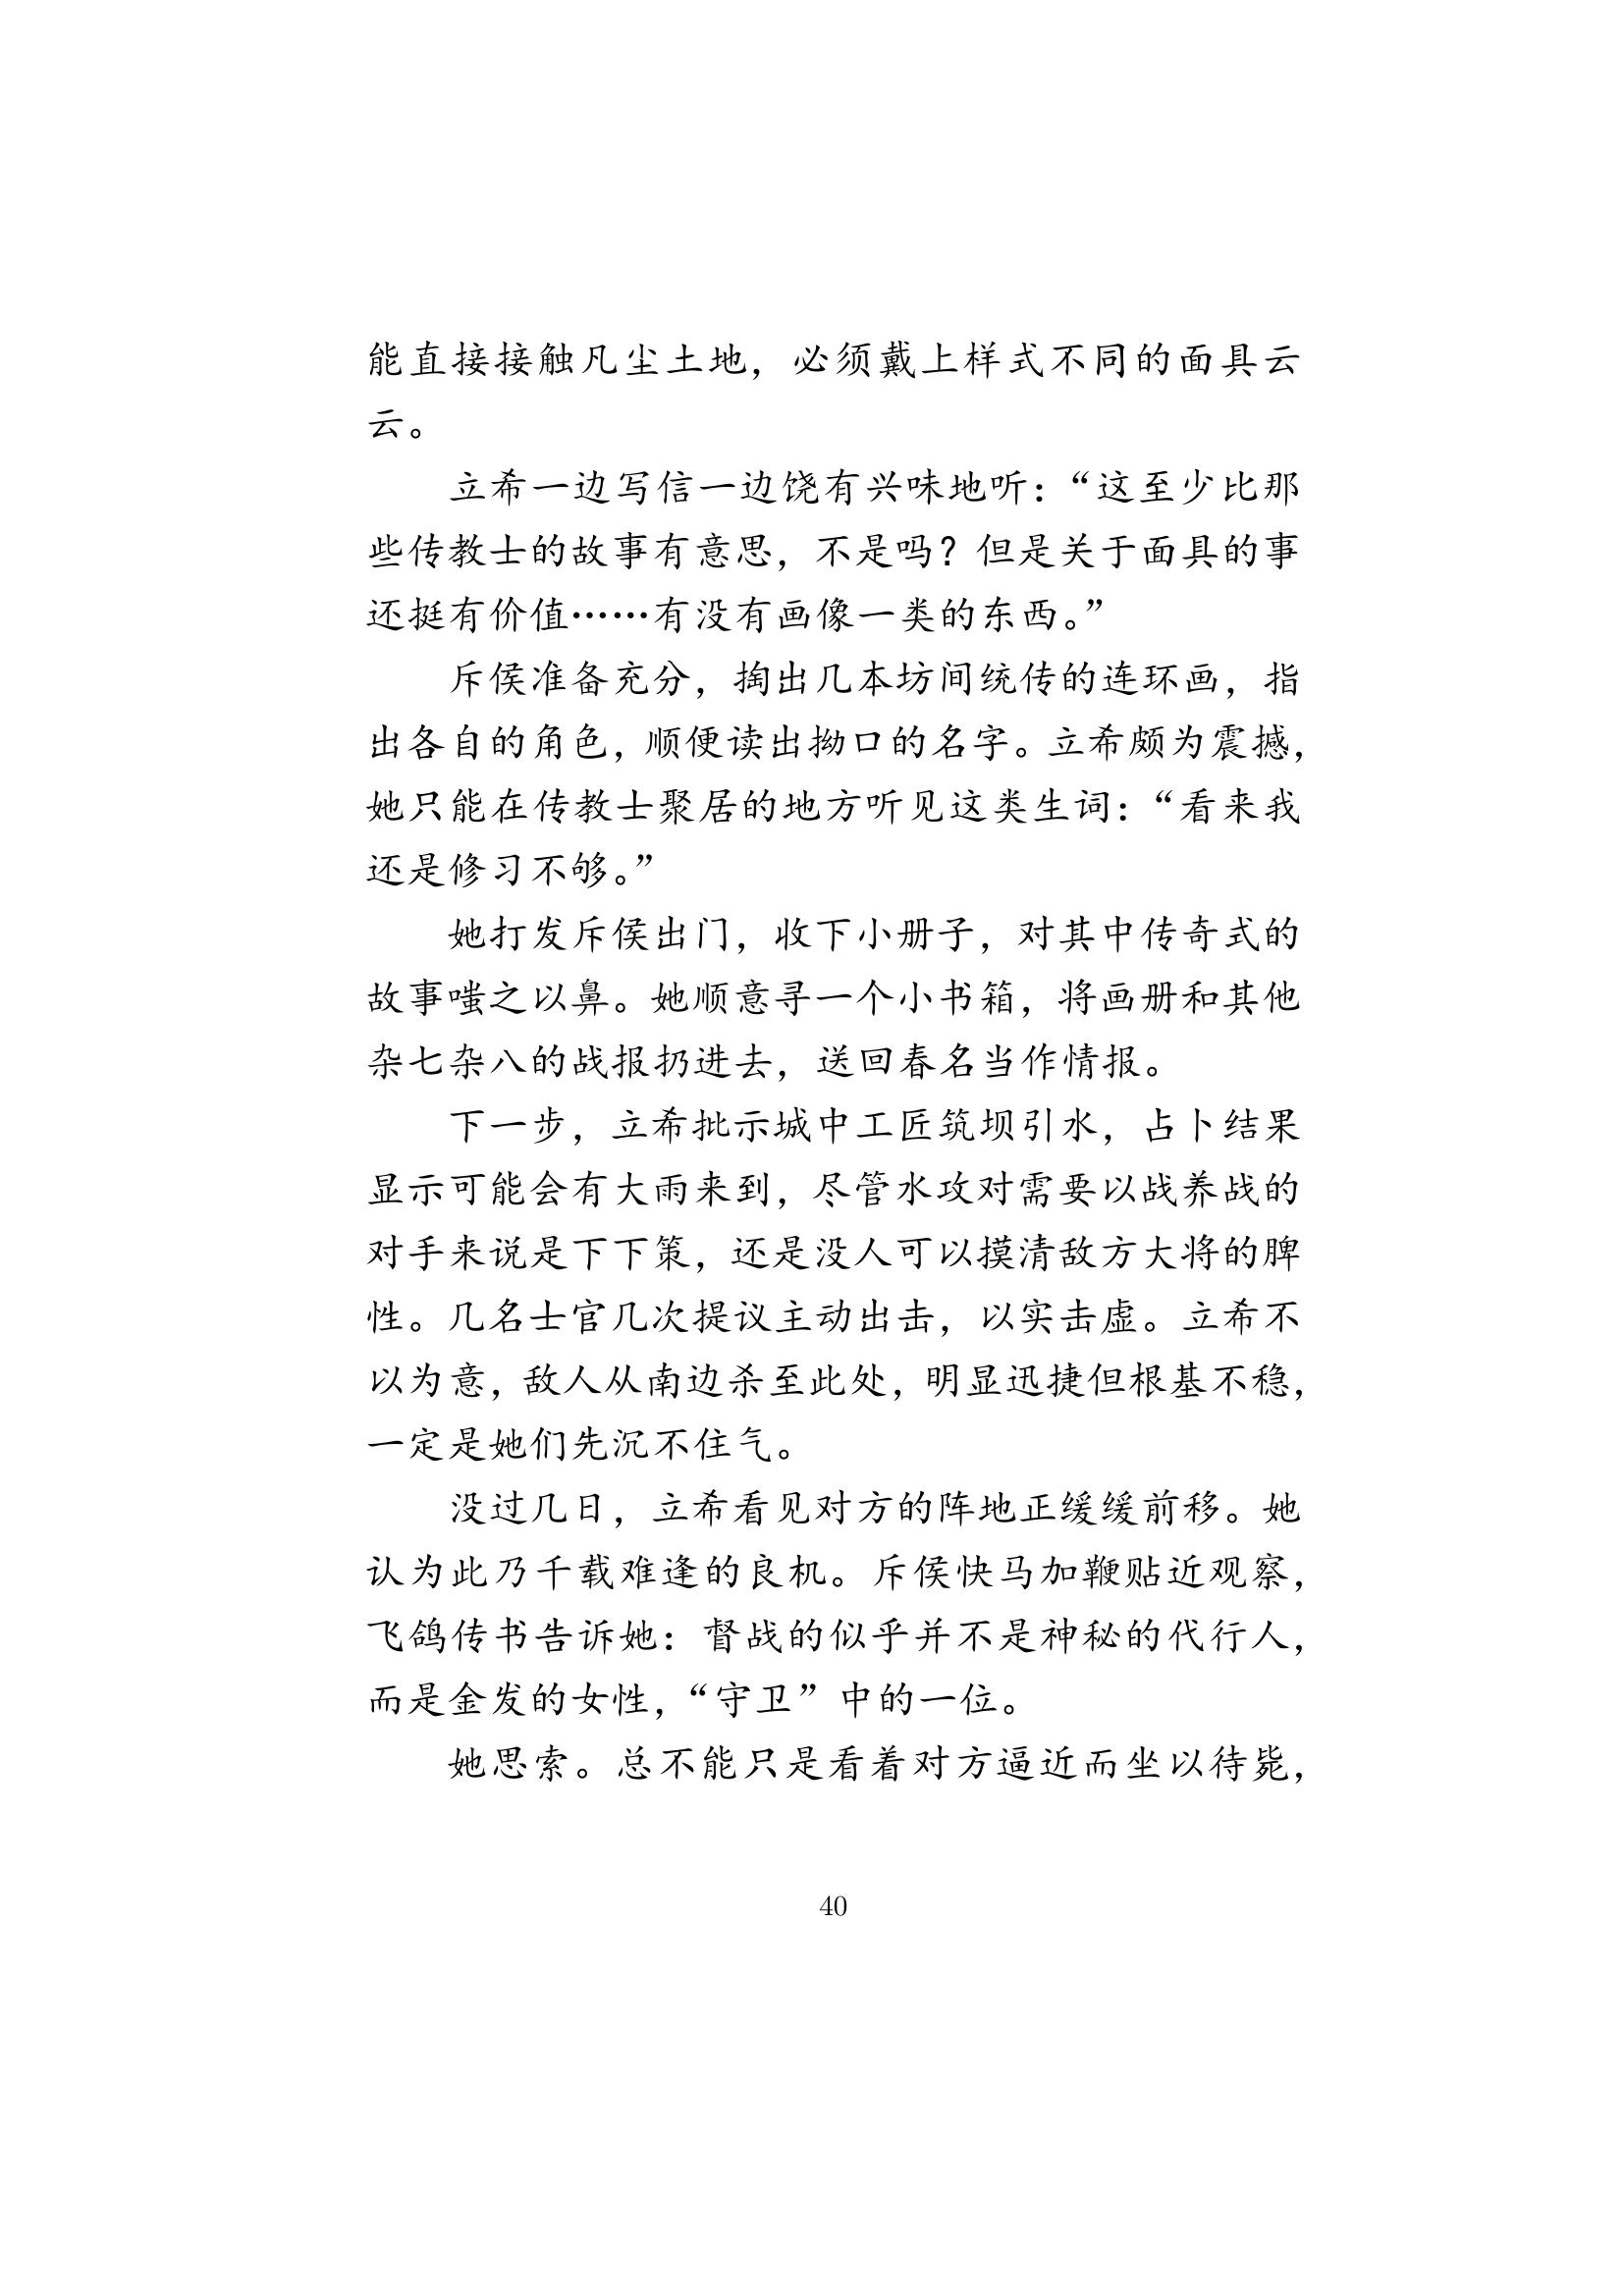 能直接接触凡尘土地，必须戴上样式不同的面具云
云。
立希一边写信一边饶有兴味地听：“这至少比那
些传教士的故事有意思，不是吗？但是关于面具的事
还挺有价值……有没有画像一类的东西。”
斥侯准备充分，掏出几本坊间统传的连环画，指
出各自的角色，顺便读出拗口的名字。立希颇为震撼，
她只能在传教士聚居的地方听见这类生词：“看来我
还是修习不够。”
她打发斥侯出门，收下小册子，对其中传奇式的
故事嗤之以鼻。她顺意寻一个小书箱，将画册和其他
杂七杂八的战报扔进去，送回春名当作情报。
下一步，立希批示城中工匠筑坝引水，占卜结果
显示可能会有大雨来到，尽管水攻对需要以战养战的
对手来说是下下策，还是没人可以摸清敌方大将的脾
性。几名士官几次提议主动出击，以实击虚。立希不
以为意，敌人从南边杀至此处，明显迅捷但根基不稳，
一定是她们先沉不住气。
没过几日，立希看见对方的阵地正缓缓前移。她
认为此乃千载难逢的良机。斥侯快马加鞭贴近观察，
飞鸽传书告诉她：督战的似乎并不是神秘的代行人，
而是金发的女性，“守卫”中的一位。
她思索。总不能只是看着对方逼近而坐以待毙，
40